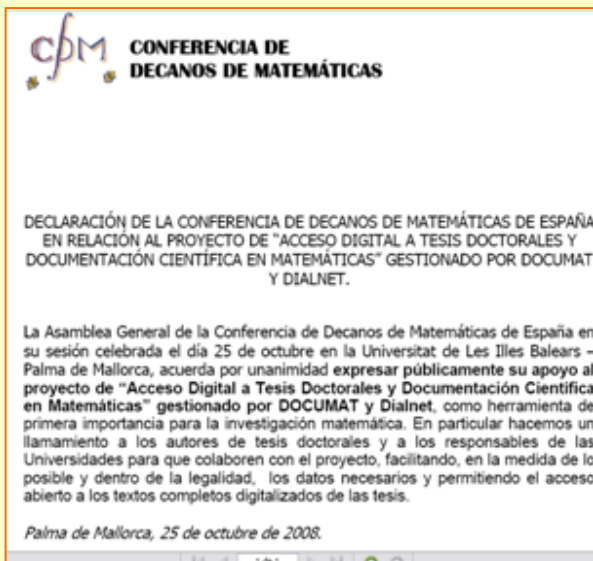 CDM CONFERENCIA DE
DECANOS DE MATEMÁTICAS
DECLARACIÓN DE LA CONFERENCIA DE DECANOS DE MATEMÁTICAS DE ESPAÑA
EN RELACIÓN AL PROYECTO DE "ACCESO DIGITAL A TESIS DOCTORALES Y
DOCUMENTACIÓN CIENTÍFICA EN MATEMÁTICAS" GESTIONADO POR DOCUMAT
Y DIALNET.
La Asamblea General de la Conferencia de Decanos de Matemáticas de España en
su sesión celebrada el día 25 de octubre en la Universitat de Les Illes Balears –
Palma de Mallorca, acuerda por unanimidad expresar públicamente su apoyo al
proyecto de "Acceso Digital a Tesis Doctorales y Documentación Científica
en Matemáticas" gestionado por DOCUMAT y Dialnet, como herramienta de
primera importancia para la investigación matemática. En particular hacemos un
llamamiento a los autores de tesis doctorales y a los responsables de las
Universidades para que colaboren con el proyecto, facilitando, en la medida de lo
posible y dentro de la legalidad, los datos necesarios y permitiendo el acceso
abierto a los textos completos digitalizados de las tesis.
Palma de Mallorca, 25 de octubre de 2008.